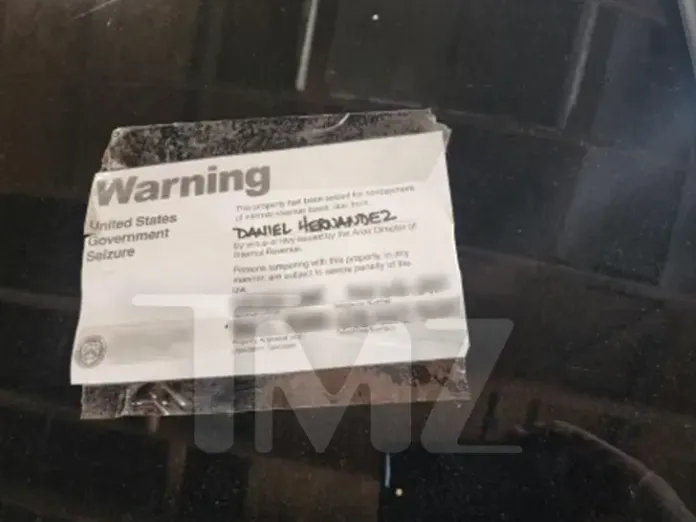 Warning
United States
Government
Seizure
This property has been seized for nonpayment
of internal revenue taxes, due from
DANIEL HERNANDEZ
by virtue of levy issued by the Area Director of
Internal Revenue.
Persons tampering with this property, in any
manner, are subject to severe penalty of the
law.
TMZ